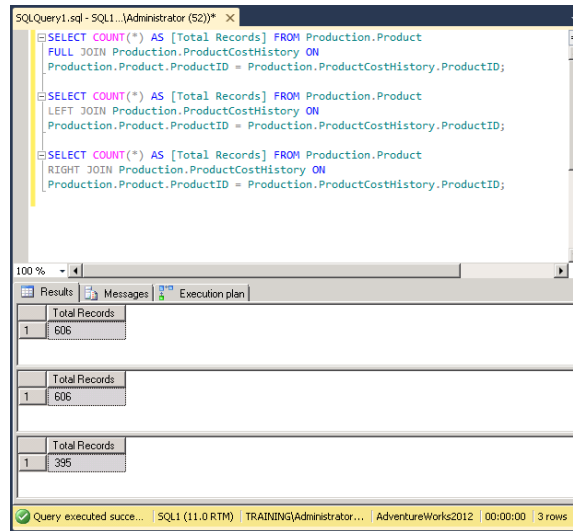 SQLQuery1.sql - SQL1...\Administrator (52))* ×
SELECT COUNT(*) AS [Total Records] FROM Production.Product
FULL JOIN Production.ProductCostHistory ON
Production.Product.ProductID = Production.ProductCostHistory.ProductID;
SELECT COUNT(*) AS [Total Records] FROM Production.Product
LEFT JOIN Production.ProductCostHistory ON
Production.Product.ProductID = Production.ProductCostHistory.ProductID;
SELECT COUNT(*) AS [Total Records] FROM Production.Product
RIGHT JOIN Production.ProductCostHistory ON
Production.Product.ProductID = Production.ProductCostHistory.ProductID;
100 %
Results Messages Execution plan
Total Records
1 606
Total Records
1 606
Total Records
1 395
Query executed succe... SQL1 (11.0 RTM) TRAINING\Administrator... AdventureWorks2012 00:00:00 3 rows